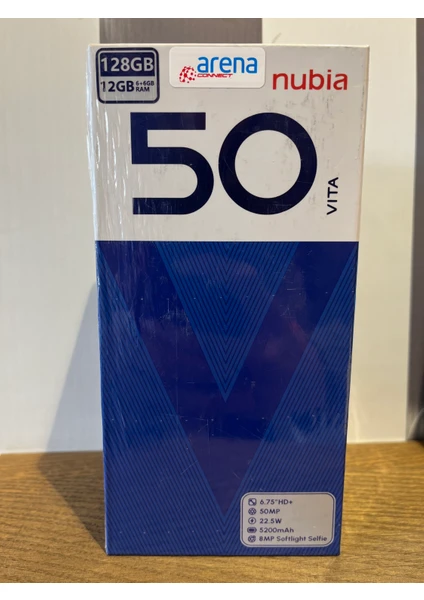 128GB
12GB 6+6GB RAM
arena
CONNECT
nubia
50
VITA
6.75"HD+
50MP
22.5W
5200mAh
8MP Softlight Selfie